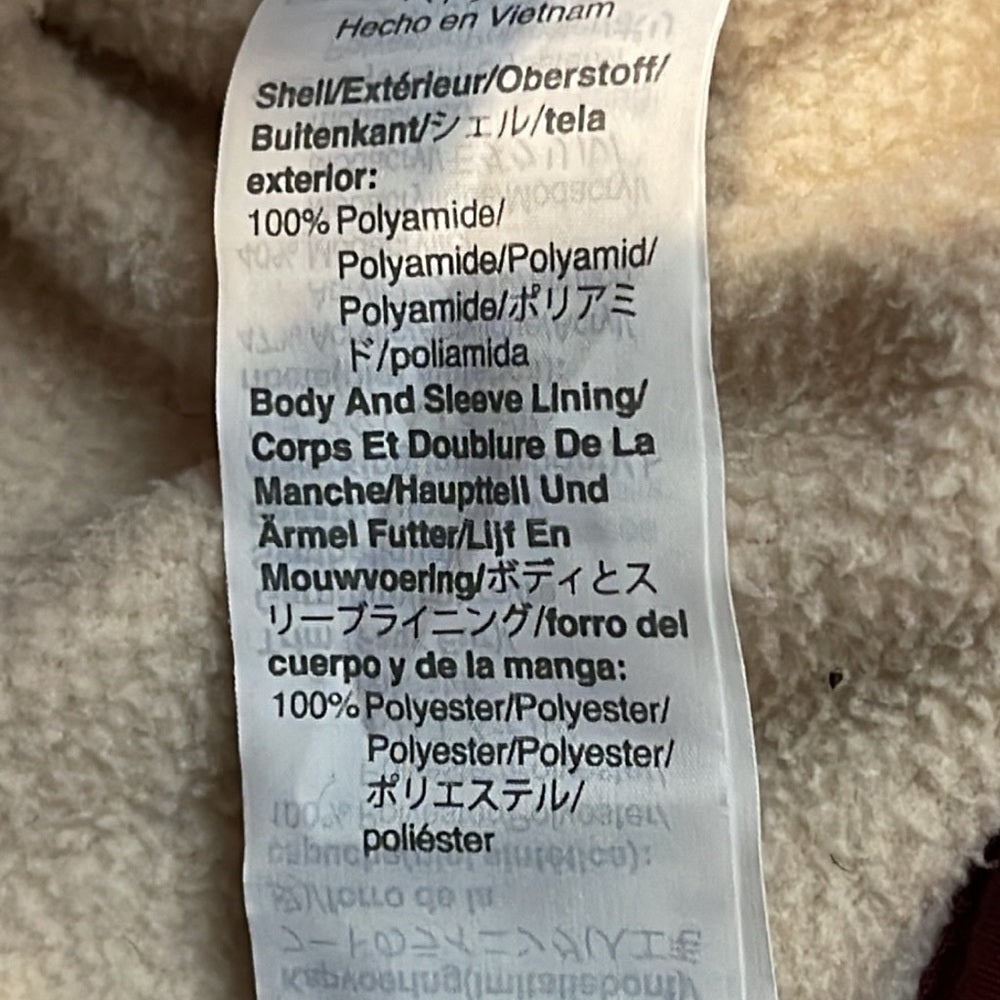 Hecho en Vietnam
Shell/Extérieur/Oberstoff/
Buitenkant/シェル/tela
exterior:
100% Polyamide/
Polyamide/Polyamid/
Polyamide/ポリアミ
ド/poliamida
Body And Sleeve Lining/
Corps Et Doublure De La
Manche/Hauptteil Und
Ärmel Futter/Lijf En
Mouwvoering/ボディとス
リーブライニング/forro del
cuerpo y de la manga:
100% Polyester/Polyester/
Polyester/Polyester/
ポリエステル/
poliéster